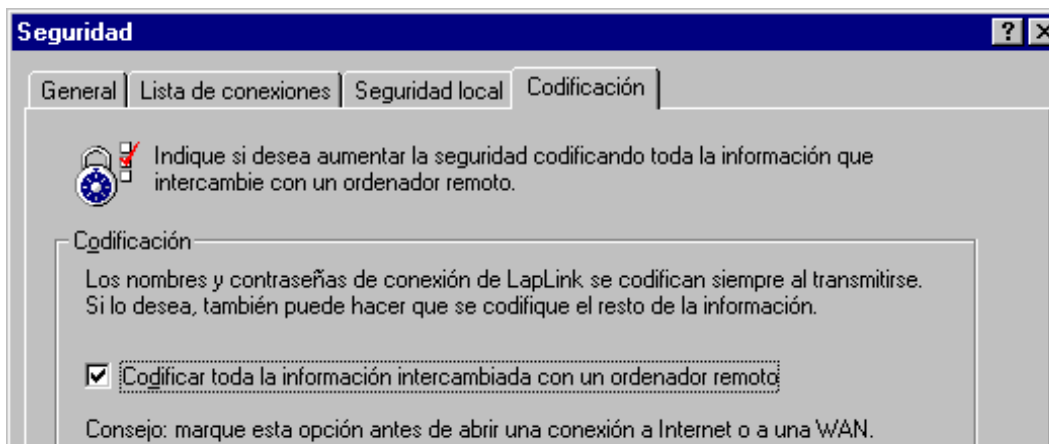 Seguridad
General Lista de conexiones Seguridad local Codificación
Indique si desea aumentar la seguridad codificando toda la información que
intercambie con un ordenador remoto.
Codificación
Los nombres y contraseñas de conexión de LapLink se codifican siempre al transmitirse.
Si lo desea, también puede hacer que se codifique el resto de la información.
Codificar toda la información intercambiada con un ordenador remoto
Consejo: marque esta opción antes de abrir una conexión a Internet o a una WAN.